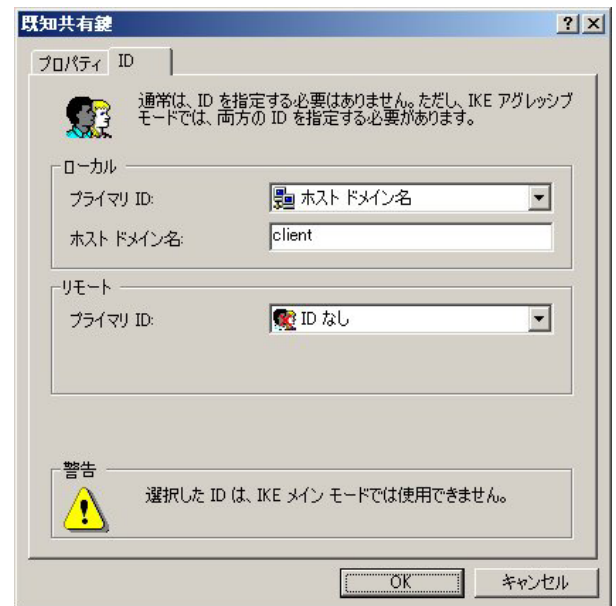 既知共有鍵
プロパティ ID
通常は、ID を指定する必要はありません。ただし、IKE アグレッシブ
モードでは、両方の ID を指定する必要があります。
ローカル
プライマリ ID:
ホスト ドメイン名
ホスト ドメイン名:
client
リモート
プライマリ ID:
ID なし
警告
選択した ID は、IKE メイン モードでは使用できません。
OK
キャンセル